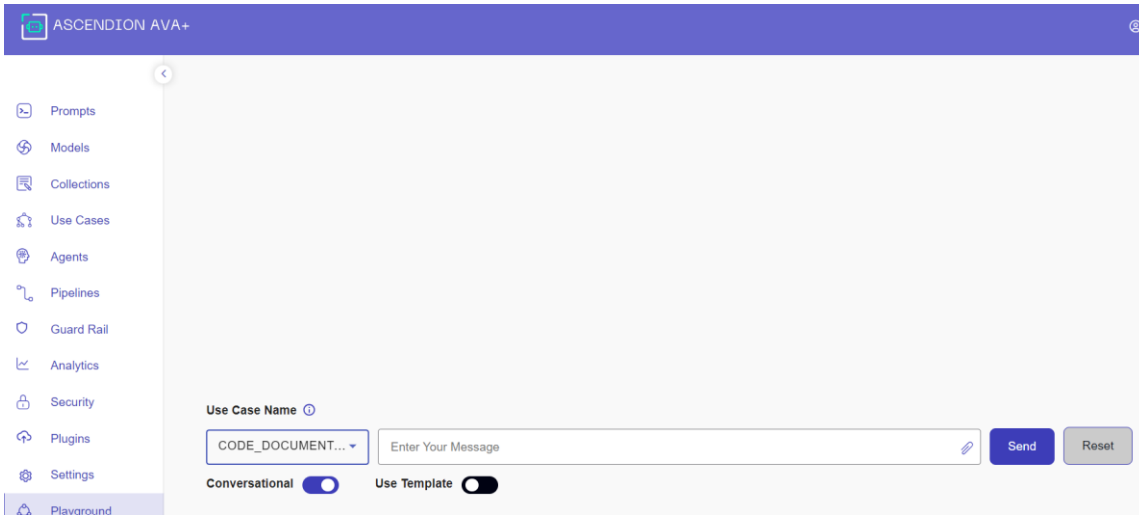 ASCENDION AVA+
Prompts
Models
Collections
Use Cases
Agents
Pipelines
Guard Rail
Analytics
Security
Plugins
Settings
Playground
Use Case Name
CODE_DOCUMENT...
Enter Your Message
Send
Reset
Conversational
Use Template